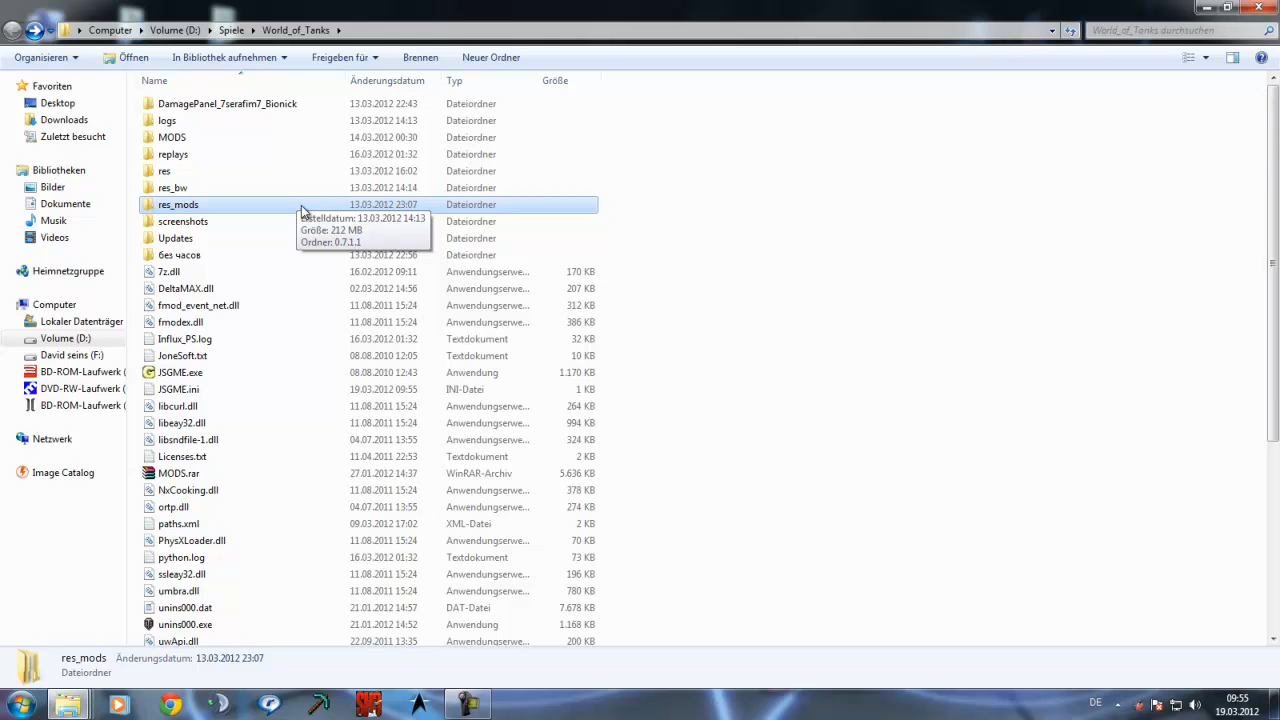 Computer Volume (D:) Spiele World_of_Tanks
World_of_Tanks durchsuchen
Organisieren Öffnen In Bibliothek aufnehmen Freigeben für Brennen Neuer Ordner
Favoriten
Desktop
Downloads
Zuletzt besucht
Bibliotheken
Bilder
Dokumente
Musik
Videos
Heimnetzgruppe
Computer
Lokaler Datenträger
Volume (D:)
David seins (F:)
BD-ROM-Laufwerk (
DVD-RW-Laufwerk (
BD-ROM-Laufwerk (
Netzwerk
Image Catalog
Name Änderungsdatum Typ Größe
DamagePanel_7serafim7_Bionick 13.03.2012 22:43 Dateiordner
logs 13.03.2012 14:13 Dateiordner
MODS 14.03.2012 00:30 Dateiordner
replays 16.03.2012 01:32 Dateiordner
res 13.03.2012 16:02 Dateiordner
res_bw 13.03.2012 14:14 Dateiordner
res_mods 13.03.2012 23:07 Dateiordner
screenshots Dateiordner
Updates Dateiordner
без часов 13.03.2012 22:56 Dateiordner
Erstelldatum: 13.03.2012 14:13
Größe: 212 MB
Ordner: 0.7.1.1
7z.dll 16.02.2012 09:11 Anwendungserwe... 170 KB
DeltaMAX.dll 02.03.2012 14:56 Anwendungserwe... 207 KB
fmod_event_net.dll 11.08.2011 15:24 Anwendungserwe... 312 KB
fmodex.dll 11.08.2011 15:24 Anwendungserwe... 386 KB
Influx_PS.log 16.03.2012 01:32 Textdokument 32 KB
JoneSoft.txt 08.08.2010 12:05 Textdokument 10 KB
JSGME.exe 08.08.2010 12:43 Anwendung 1.170 KB
JSGME.ini 19.03.2012 09:55 INI-Datei 1 KB
libcurl.dll 11.08.2011 15:24 Anwendungserwe... 264 KB
libeay32.dll 11.08.2011 15:24 Anwendungserwe... 994 KB
libsndfile-1.dll 04.07.2011 13:55 Anwendungserwe... 324 KB
Licenses.txt 11.04.2011 22:53 Textdokument 2 KB
MODS.rar 27.01.2012 14:37 WinRAR-Archiv 5.636 KB
NxCooking.dll 11.08.2011 15:24 Anwendungserwe... 378 KB
ortp.dll 04.07.2011 13:55 Anwendungserwe... 133 KB
paths.xml 09.03.2012 17:02 XML-Datei 2 KB
PhysXLoader.dll 11.08.2011 15:24 Anwendungserwe... 70 KB
python.log 16.03.2012 01:32 Textdokument 73 KB
ssleay32.dll 11.08.2011 15:24 Anwendungserwe... 196 KB
umbra.dll 11.08.2011 15:24 Anwendungserwe... 780 KB
unins000.dat 21.01.2012 14:57 DAT-Datei 7.678 KB
unins000.exe 21.01.2012 14:52 Anwendung 1.168 KB
uwApi.dll 22.09.2011 13:35 Anwendungserwe... 200 KB
res_mods Änderungsdatum: 13.03.2012 23:07
Dateiordner
DE
09:55
19.03.2012